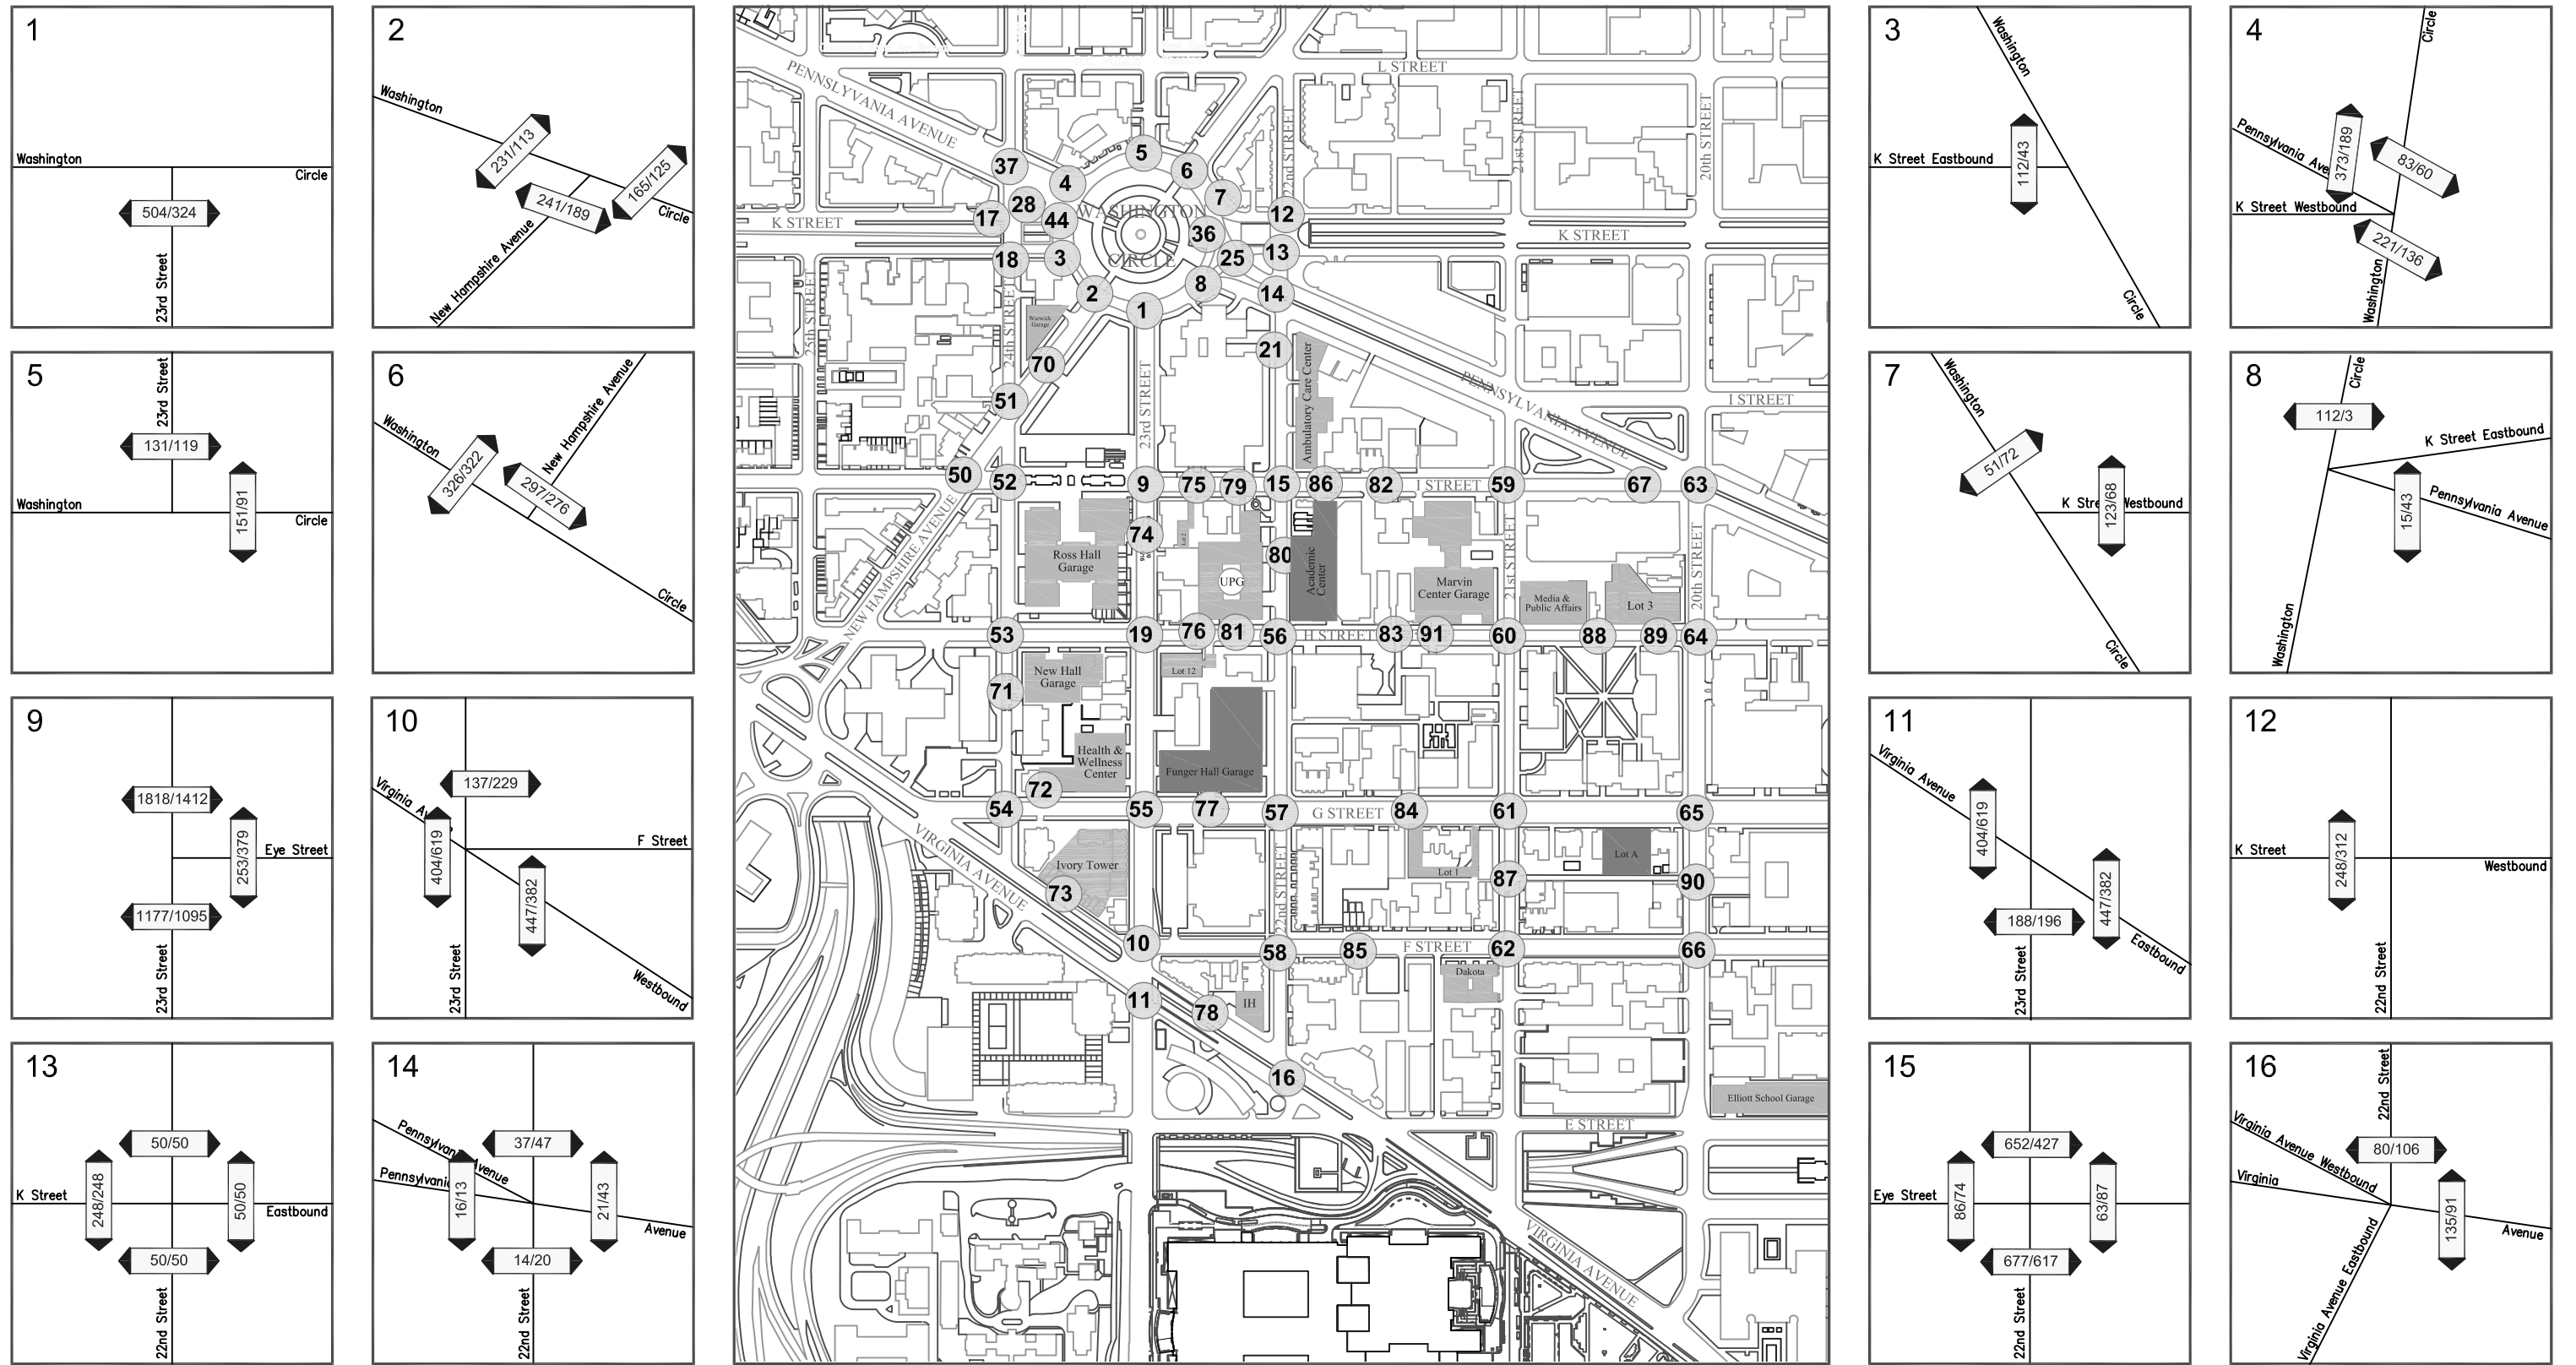 1
Washington
Circle
504/324
23rd Street
2
Washington
231/113
241/189
165/125
Circle
New Hampshire Avenue
5
23rd Street
131/119
Washington
Circle
151/91
6
New Hampshire Avenue
Washington
326/322
297/276
Circle
9
1818/1412
Eye Street
253/379
1177/1095
23rd Street
10
137/229
Virginia
404/619
F Street
447/382
23rd Street
Westbound
13
50/50
K Street
248/248
50/50
Eastbound
50/50
22nd Street
14
Pennsylvania Avenue
37/47
Pennsylvania
16/13
21/43
Avenue
14/20
22nd Street
L STREET
PENNSLYVANIA AVENUE
22nd STREET
21st STREET
20th STREET
5
37
6
4
7
28
WASHINGTON
12
17
44
K STREET
36
K STREET
18
3
CIRCLE
25
13
2
8
14
1
25th STREET
24th STREET
Warwick
Garage
21
70
23rd STREET
Ambulatory Care Center
PENNSYLVANIA AVENUE
I STREET
51
50
52
9
75
79
15
86
82
I STREET
59
67
63
74
Ross Hall
Garage
Lot 2
80
UPG
Academic
Center
Marvin
Center Garage
21st STREET
Media &
Public Affairs
Lot 3
20th STREET
NEW HAMPSHIRE AVENUE
53
19
76
81
56
H STREET
83
91
60
88
89
64
New Hall
Garage
Lot 12
71
Health &
Wellness
Center
Funger Hall Garage
72
54
55
77
57
G STREET
84
61
65
VIRGINIA AVENUE
Ivory Tower
22nd STREET
Lot 1
Lot A
73
87
90
10
58
85
F STREET
62
66
Dakota
11
78
IH
16
Elliott School Garage
E STREET
VIRGINIA AVENUE
3
Washington
K Street Eastbound
112/43
Circle
4
Circle
Pennsylvania
373/189
83/60
K Street Westbound
221/136
Washington
7
Washington
51/72
K Street Westbound
123/68
Circle
8
Circle
112/3
K Street Eastbound
15/43
Pennsylvania Avenue
Washington
11
Virginia Avenue
404/619
188/196
447/382
23rd Street
Eastbound
12
K Street
248/312
Westbound
22nd Street
15
652/427
Eye Street
86/74
63/87
677/617
22nd Street
16
22nd Street
Virginia Avenue Westbound
80/106
Virginia
135/91
Avenue
Virginia Avenue Eastbound